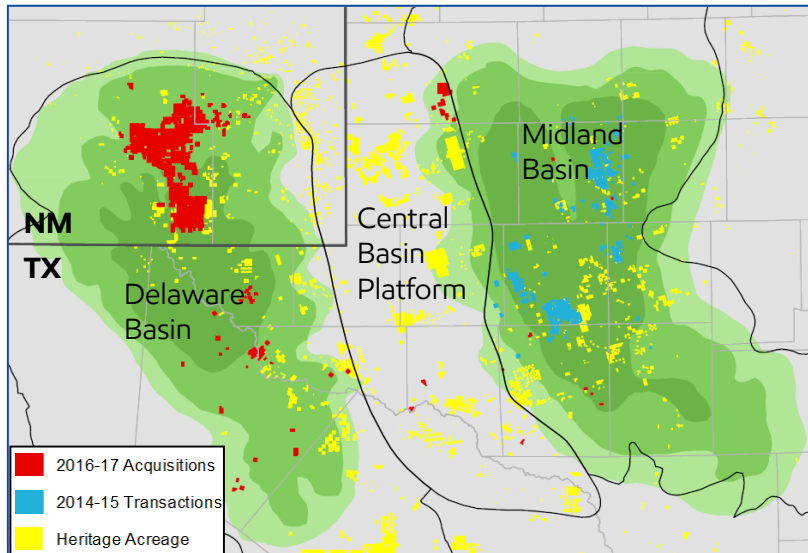 Midland
Basin
Central
Basin
Platform
NM
TX
Delaware
Basin
2016-17 Acquisitions
2014-15 Transactions
Heritage Acreage